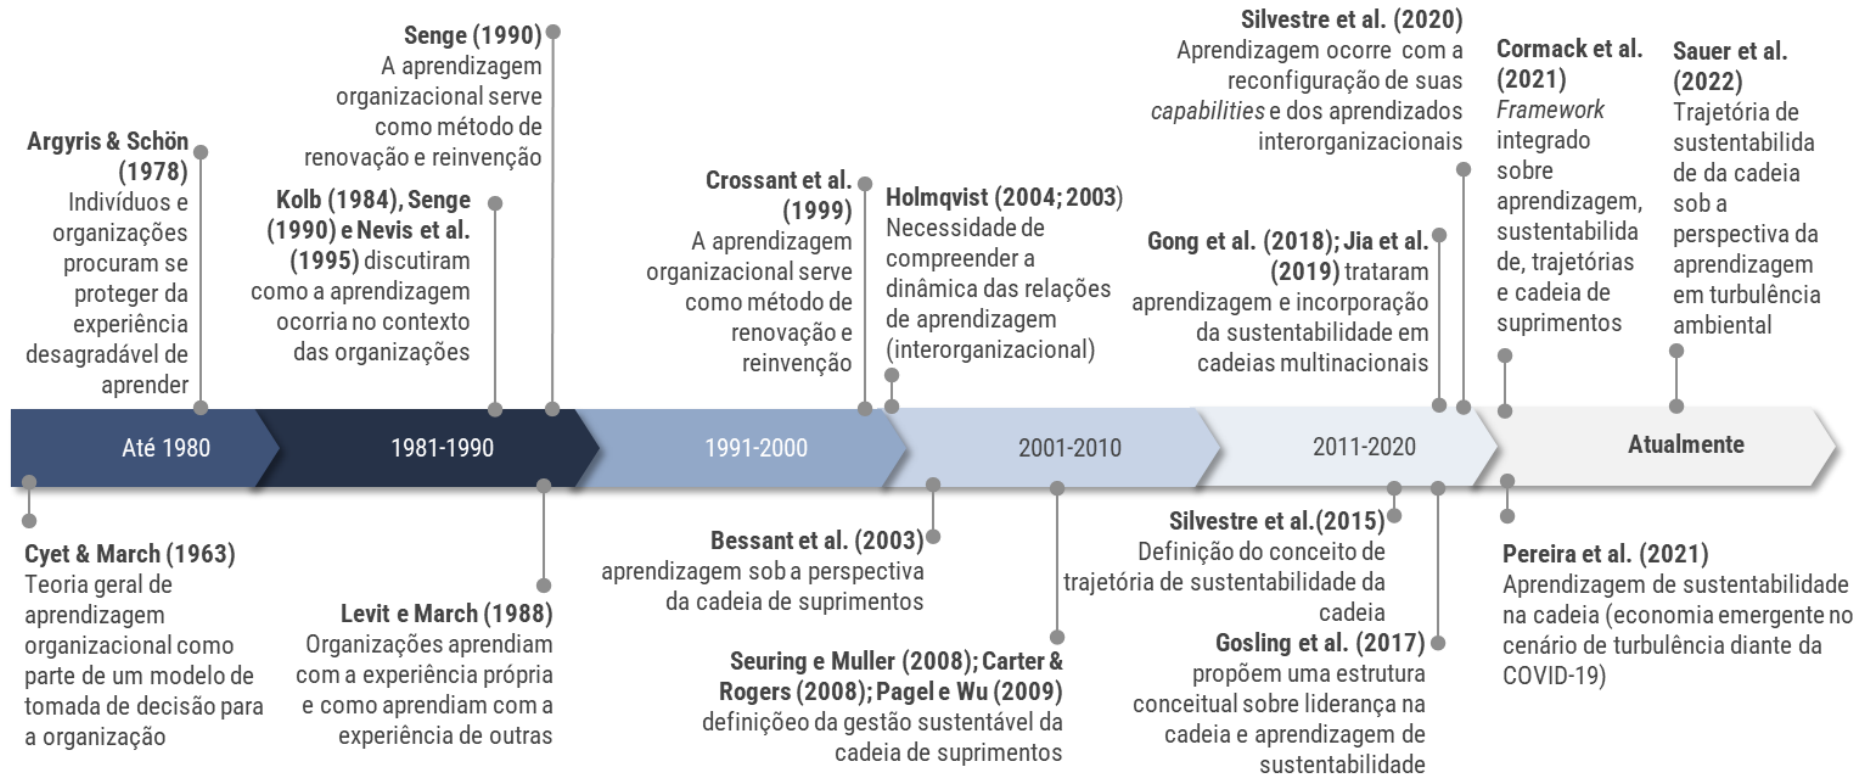 Argyris & Schön
(1978)
Indivíduos e
organizações
procuram se
proteger da
experiência
desagradável de
aprender
Senge (1990)
A aprendizagem
organizacional serve
como método de
renovação e reinvenção
Kolb (1984), Senge
(1990) e Nevis et al.
(1995) discutiram
como a aprendizagem
ocorria no contexto
das organizações
Crossant et al.
(1999)
A aprendizagem
organizacional serve
como método de
renovação e
reinvenção
Holmqvist (2004; 2003)
Necessidade de
compreender a
dinâmica das relações
de aprendizagem
(interorganizacional)
Silvestre et al. (2020)
Aprendizagem ocorre com a
reconfiguração de suas
capabilities e dos aprendizados
interorganizacionais
Gong et al. (2018); Jia et al.
(2019) trataram
aprendizagem e incorporação
da sustentabilidade em
cadeias multinacionais
Cormack et al.
(2021)
Framework
integrado
sobre
aprendizagem,
sustentabilida
de, trajetórias
e cadeia de
suprimentos
Sauer et al.
(2022)
Trajetória de
sustentabilida
de da cadeia
sob a
perspectiva da
aprendizagem
em turbulência
ambiental
Até 1980
1981-1990
1991-2000
2001-2010
2011-2020
Atualmente
Cyet & March (1963)
Teoria geral de
aprendizagem
organizacional como
parte de um modelo de
tomada de decisão para
a organização
Levit e March (1988)
Organizações aprendiam
com a experiência própria
e como aprendiam com a
experiência de outras
Bessant et al. (2003)
aprendizagem sob a perspectiva
da cadeia de suprimentos
Seuring e Muller (2008); Carter &
Rogers (2008); Pagel e Wu (2009)
definiçõeo da gestão sustentável da
cadeia de suprimentos
Silvestre et al.(2015)
Definição do conceito de
trajetória de sustentabilidade da
cadeia
Gosling et al. (2017)
propõem uma estrutura
conceitual sobre liderança na
cadeia e aprendizagem de
sustentabilidade
Pereira et al. (2021)
Aprendizagem de sustentabilidade
na cadeia (economia emergente no
cenário de turbulência diante da
COVID-19)